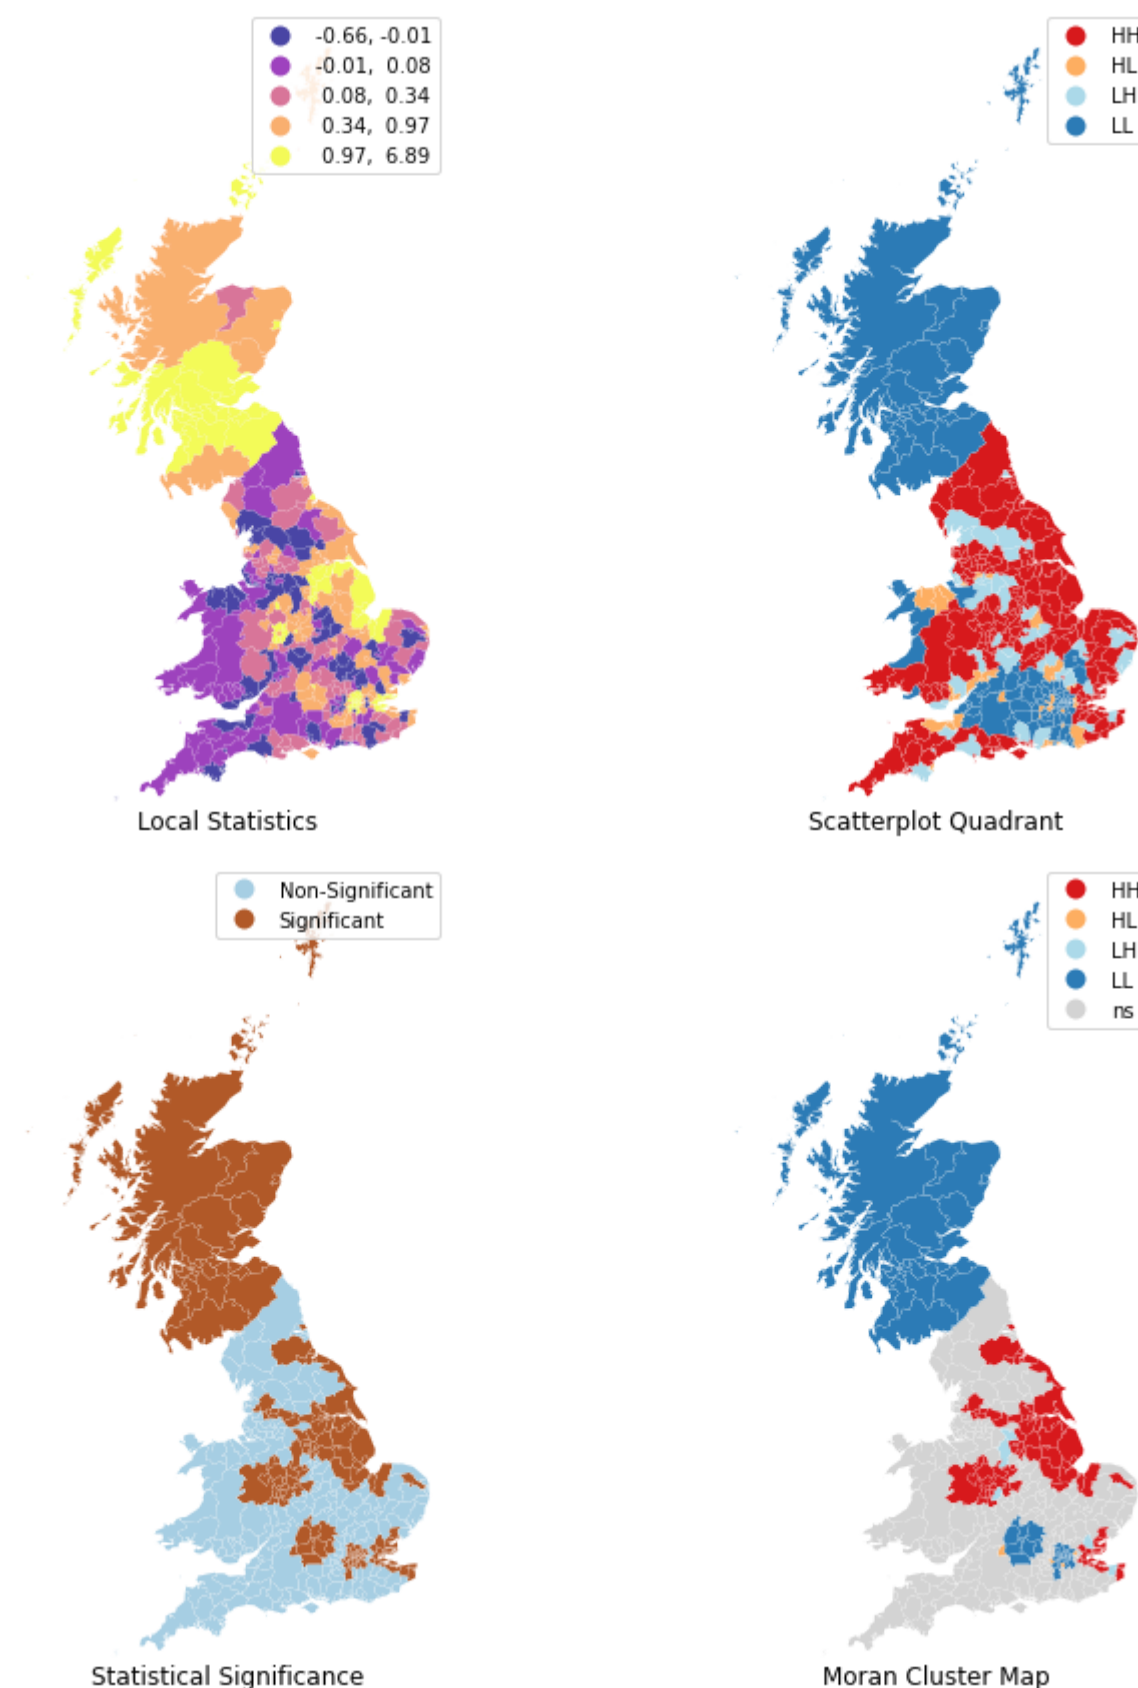 -0.66, -0.01
-0.01, 0.08
0.08, 0.34
0.34, 0.97
0.97, 6.89
Local Statistics
HH
HL
LH
LL
Scatterplot Quadrant
Non-Significant
Significant
Statistical Significance
HH
HL
LH
LL
ns
Moran Cluster Map